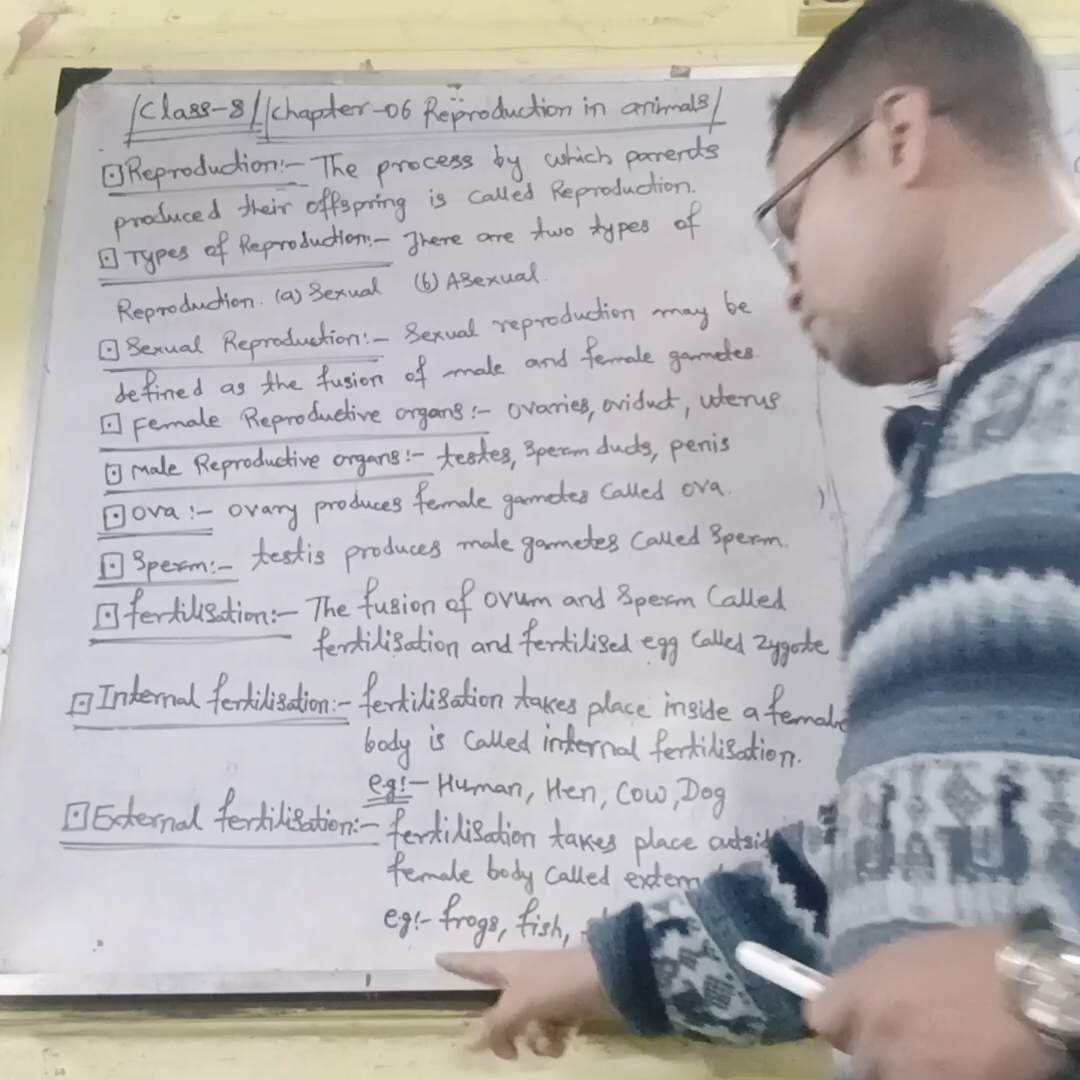 Class-8 Chapter-06 Reproduction in animals
Reproduction:- The process by which parents
produced their offspring is called Reproduction.
Types of Reproduction:- There are two types of
Reproduction. (a) Sexual (b) Asexual.
Sexual Reproduction:- Sexual reproduction may be
defined as the fusion of male and female gametes.
Female Reproductive organs:- ovaries, oviduct, uterus
Male Reproductive organs:- testes, sperm ducts, penis
Ova:- ovary produces female gametes called ova.
Sperm:- testis produces male gametes called sperm.
fertilisation:- The fusion of ovum and sperm called
fertilisation and fertilised egg called zygote
Internal fertilisation:- fertilisation takes place inside a female
body is called internal fertilisation.
e.g:- Human, Hen, Cow, Dog
External fertilisation:- fertilisation takes place
female body called
e.g:- frogs, fish,